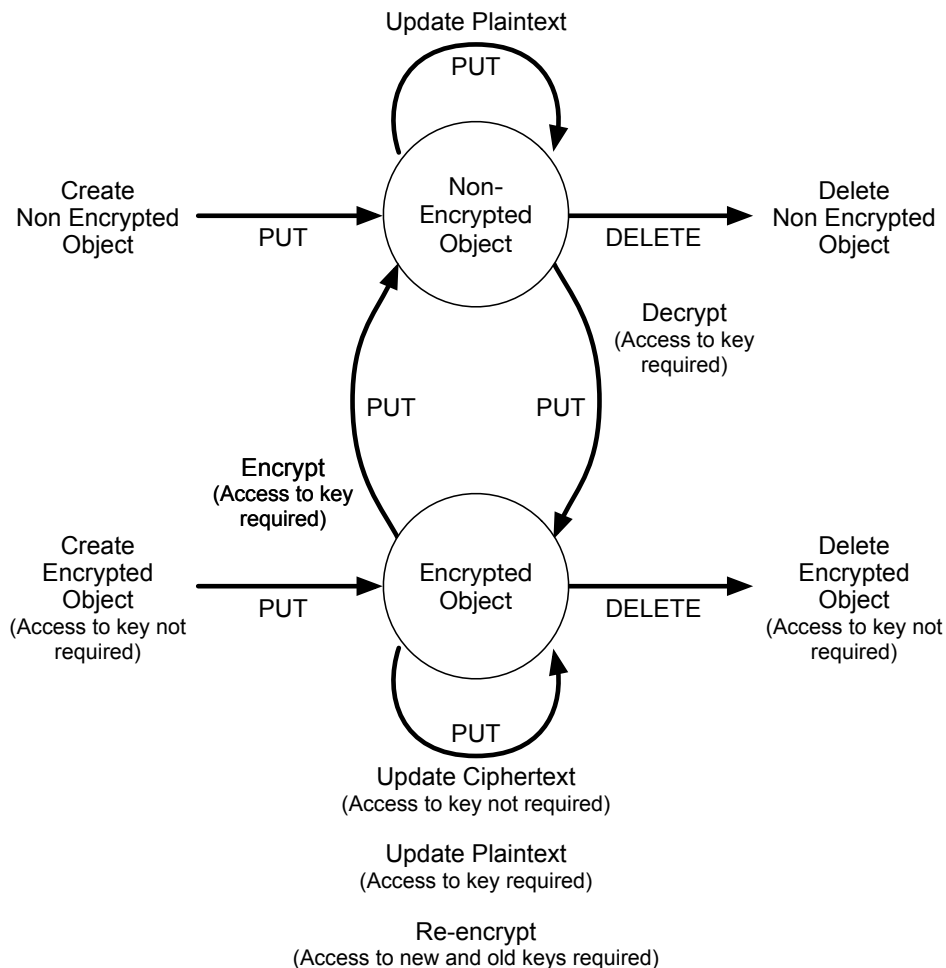 Update Plaintext
PUT
Create
Non Encrypted
Object
PUT
Non-
Encrypted
Object
DELETE
Delete
Non Encrypted
Object
Decrypt
(Access to key
required)
PUT
PUT
Encrypt
(Access to key
required)
Create
Encrypted
Object
(Access to key not
required)
PUT
Encrypted
Object
DELETE
Delete
Encrypted
Object
(Access to key not
required)
PUT
Update Ciphertext
(Access to key not required)
Update Plaintext
(Access to key required)
Re-encrypt
(Access to new and old keys required)